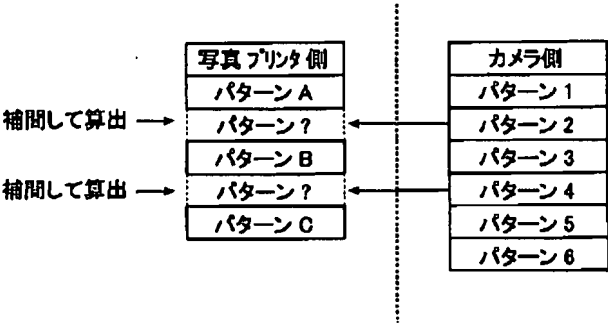 写真プリンタ側
パターン A
補間して算出
パターン ?
パターン B
補間して算出
パターン ?
パターン C
カメラ側
パターン 1
パターン 2
パターン 3
パターン 4
パターン 5
パターン 6